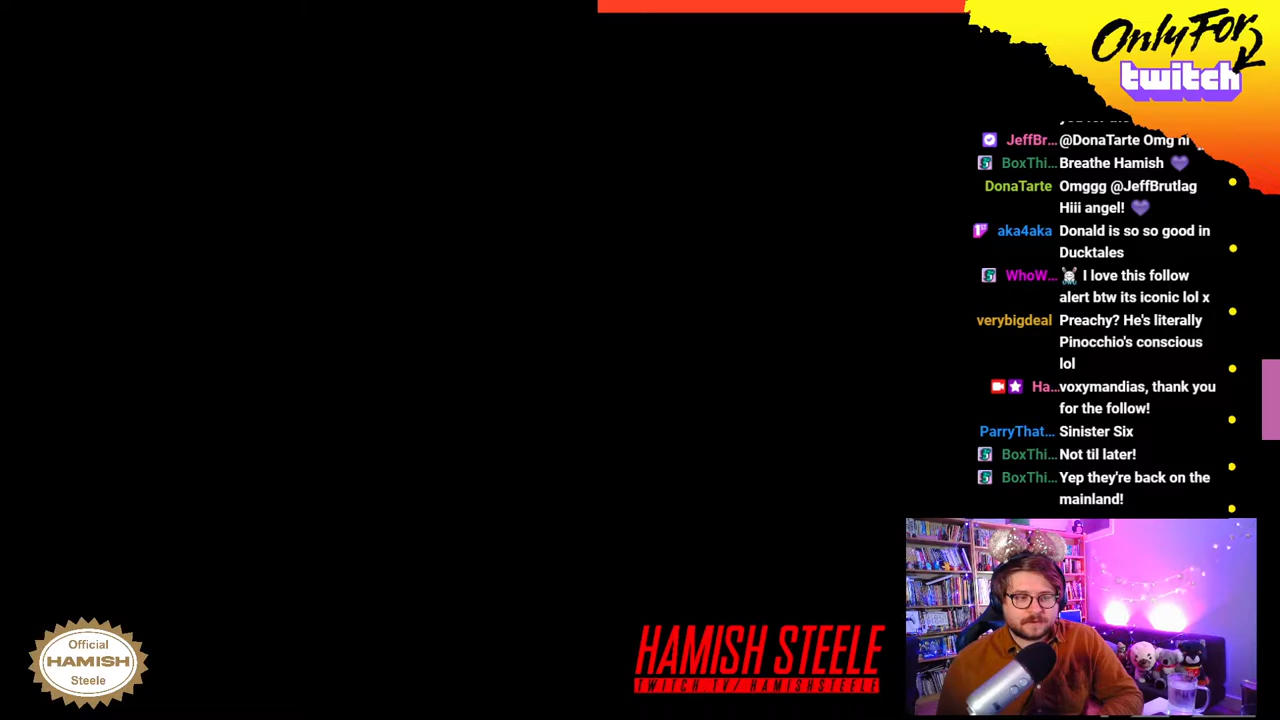 OnlyFor
twitch
JeffBr... @DonaTarte Omg hi
BoxThi... Breathe Hamish
DonaTarte Omggg @JeffBrutlag
Hiii angel!
aka4aka Donald is so so good in
Ducktales
WhoW... I love this follow
alert btw its iconic lol x
verybigdeal Preachy? He's literally
Pinocchio's conscious
lol
Ha... voxymandias, thank you
for the follow!
ParryThat... Sinister Six
BoxThi... Not til later!
BoxThi... Yep they're back on the
mainland!
Official
HAMISH
Steele
HAMISH STEELE
TWITCH.TV/HAMISHSTEELE